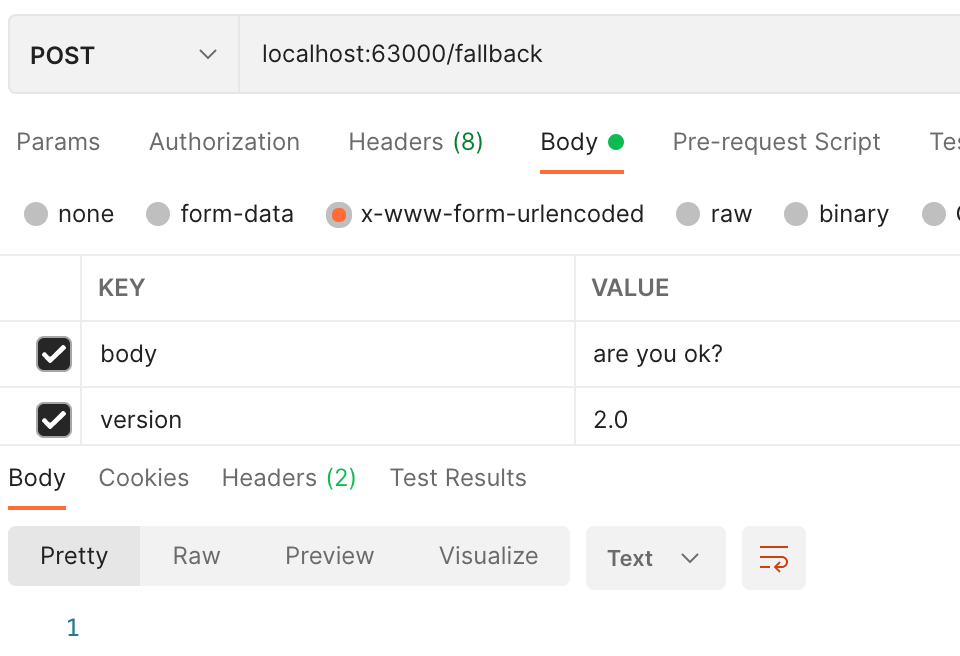 POST localhost:63000/fallback
Params Authorization Headers (8) Body Pre-request Script
none form-data x-www-form-urlencoded raw binary
KEY VALUE
body are you ok?
version 2.0
Body Cookies Headers (2) Test Results
Pretty Raw Preview Visualize Text
1